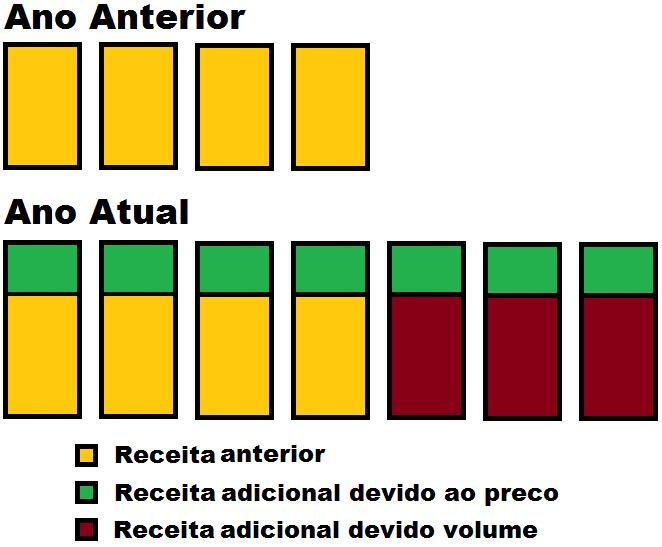 Ano Anterior
Ano Atual
Receita anterior
Receita adicional devido ao preco
Receita adicional devido volume